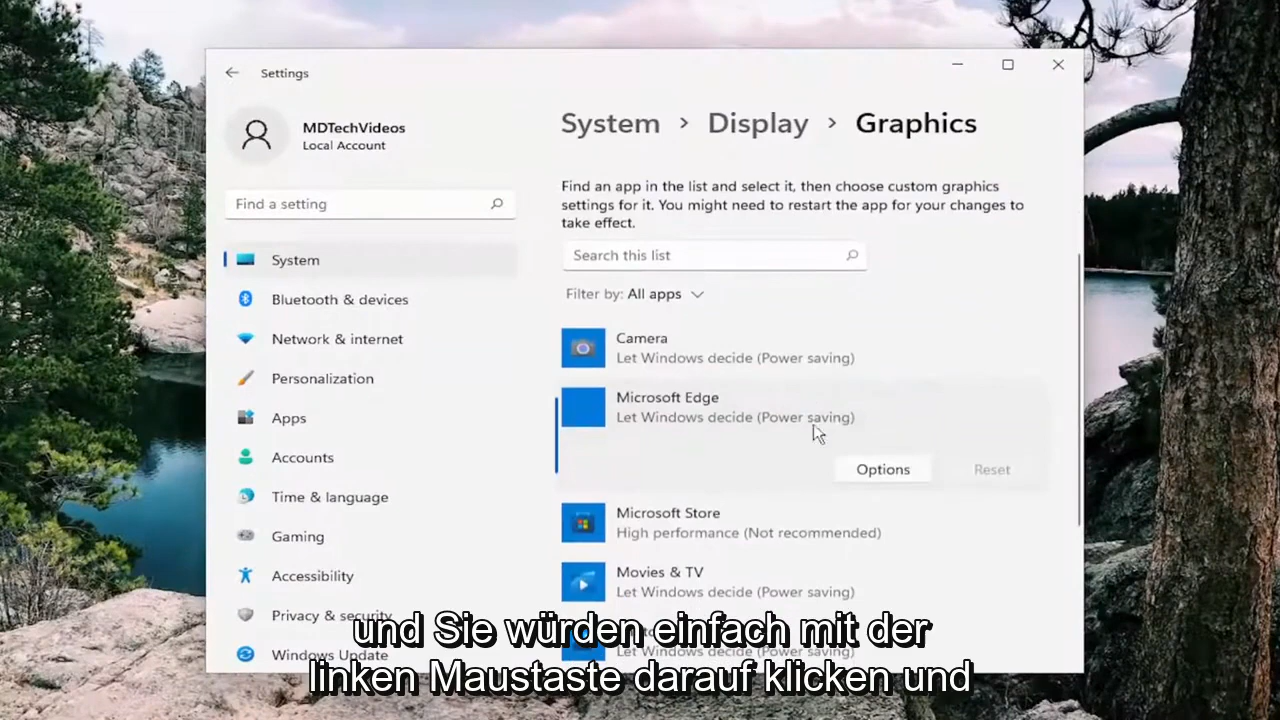 Settings
MDTechVideos
Local Account
Find a setting
System
Bluetooth & devices
Network & internet
Personalization
Apps
Accounts
Time & language
Gaming
Accessibility
Privacy & security
Windows Update
System > Display > Graphics
Find an app in the list and select it, then choose custom graphics
settings for it. You might need to restart the app for your changes to
take effect.
Search this list
Filter by: All apps
Camera
Let Windows decide (Power saving)
Microsoft Edge
Let Windows decide (Power saving)
Options Reset
Microsoft Store
High performance (Not recommended)
Movies & TV
Let Windows decide (Power saving)
Let Windows decide (Power saving)
und Sie würden einfach mit der
linken Maustaste darauf klicken und